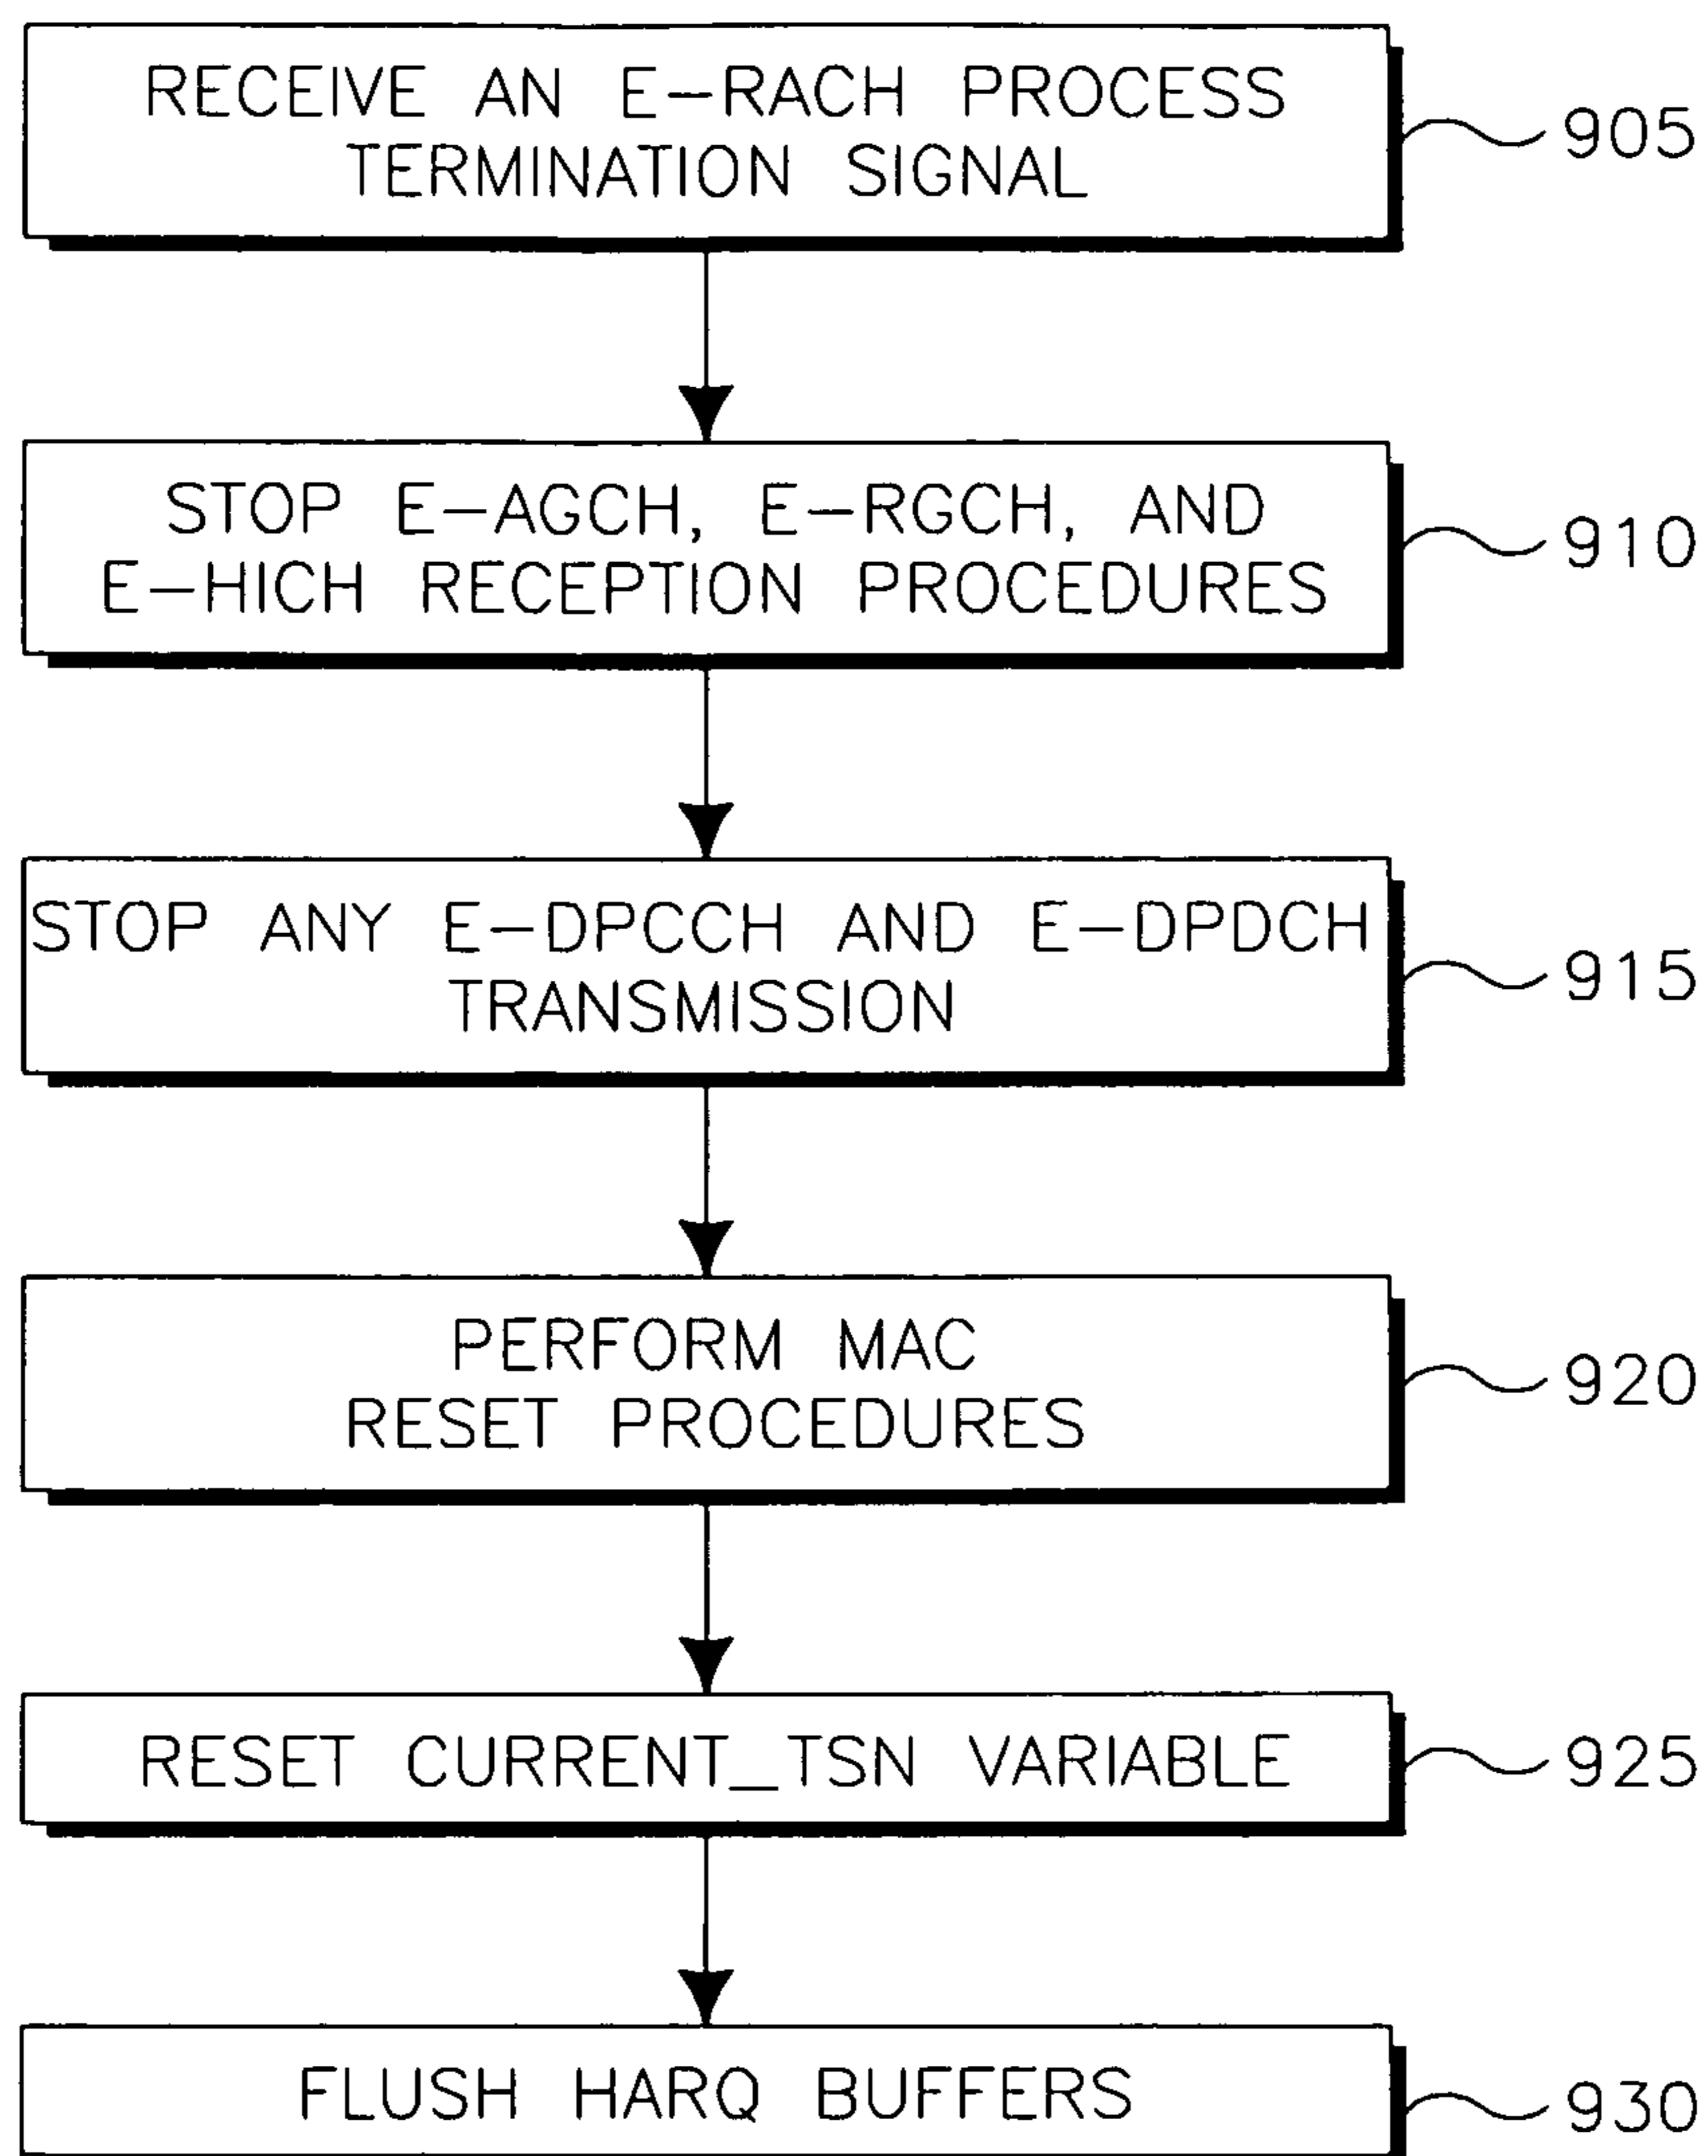 RECEIVE AN E-RACH PROCESS
TERMINATION SIGNAL
905
STOP E-AGCH, E-RGCH, AND
E-HICH RECEPTION PROCEDURES
910
STOP ANY E-DPCCH AND E-DPDCH
TRANSMISSION
915
PERFORM MAC
RESET PROCEDURES
920
RESET CURRENT_TSN VARIABLE
925
FLUSH HARQ BUFFERS
930